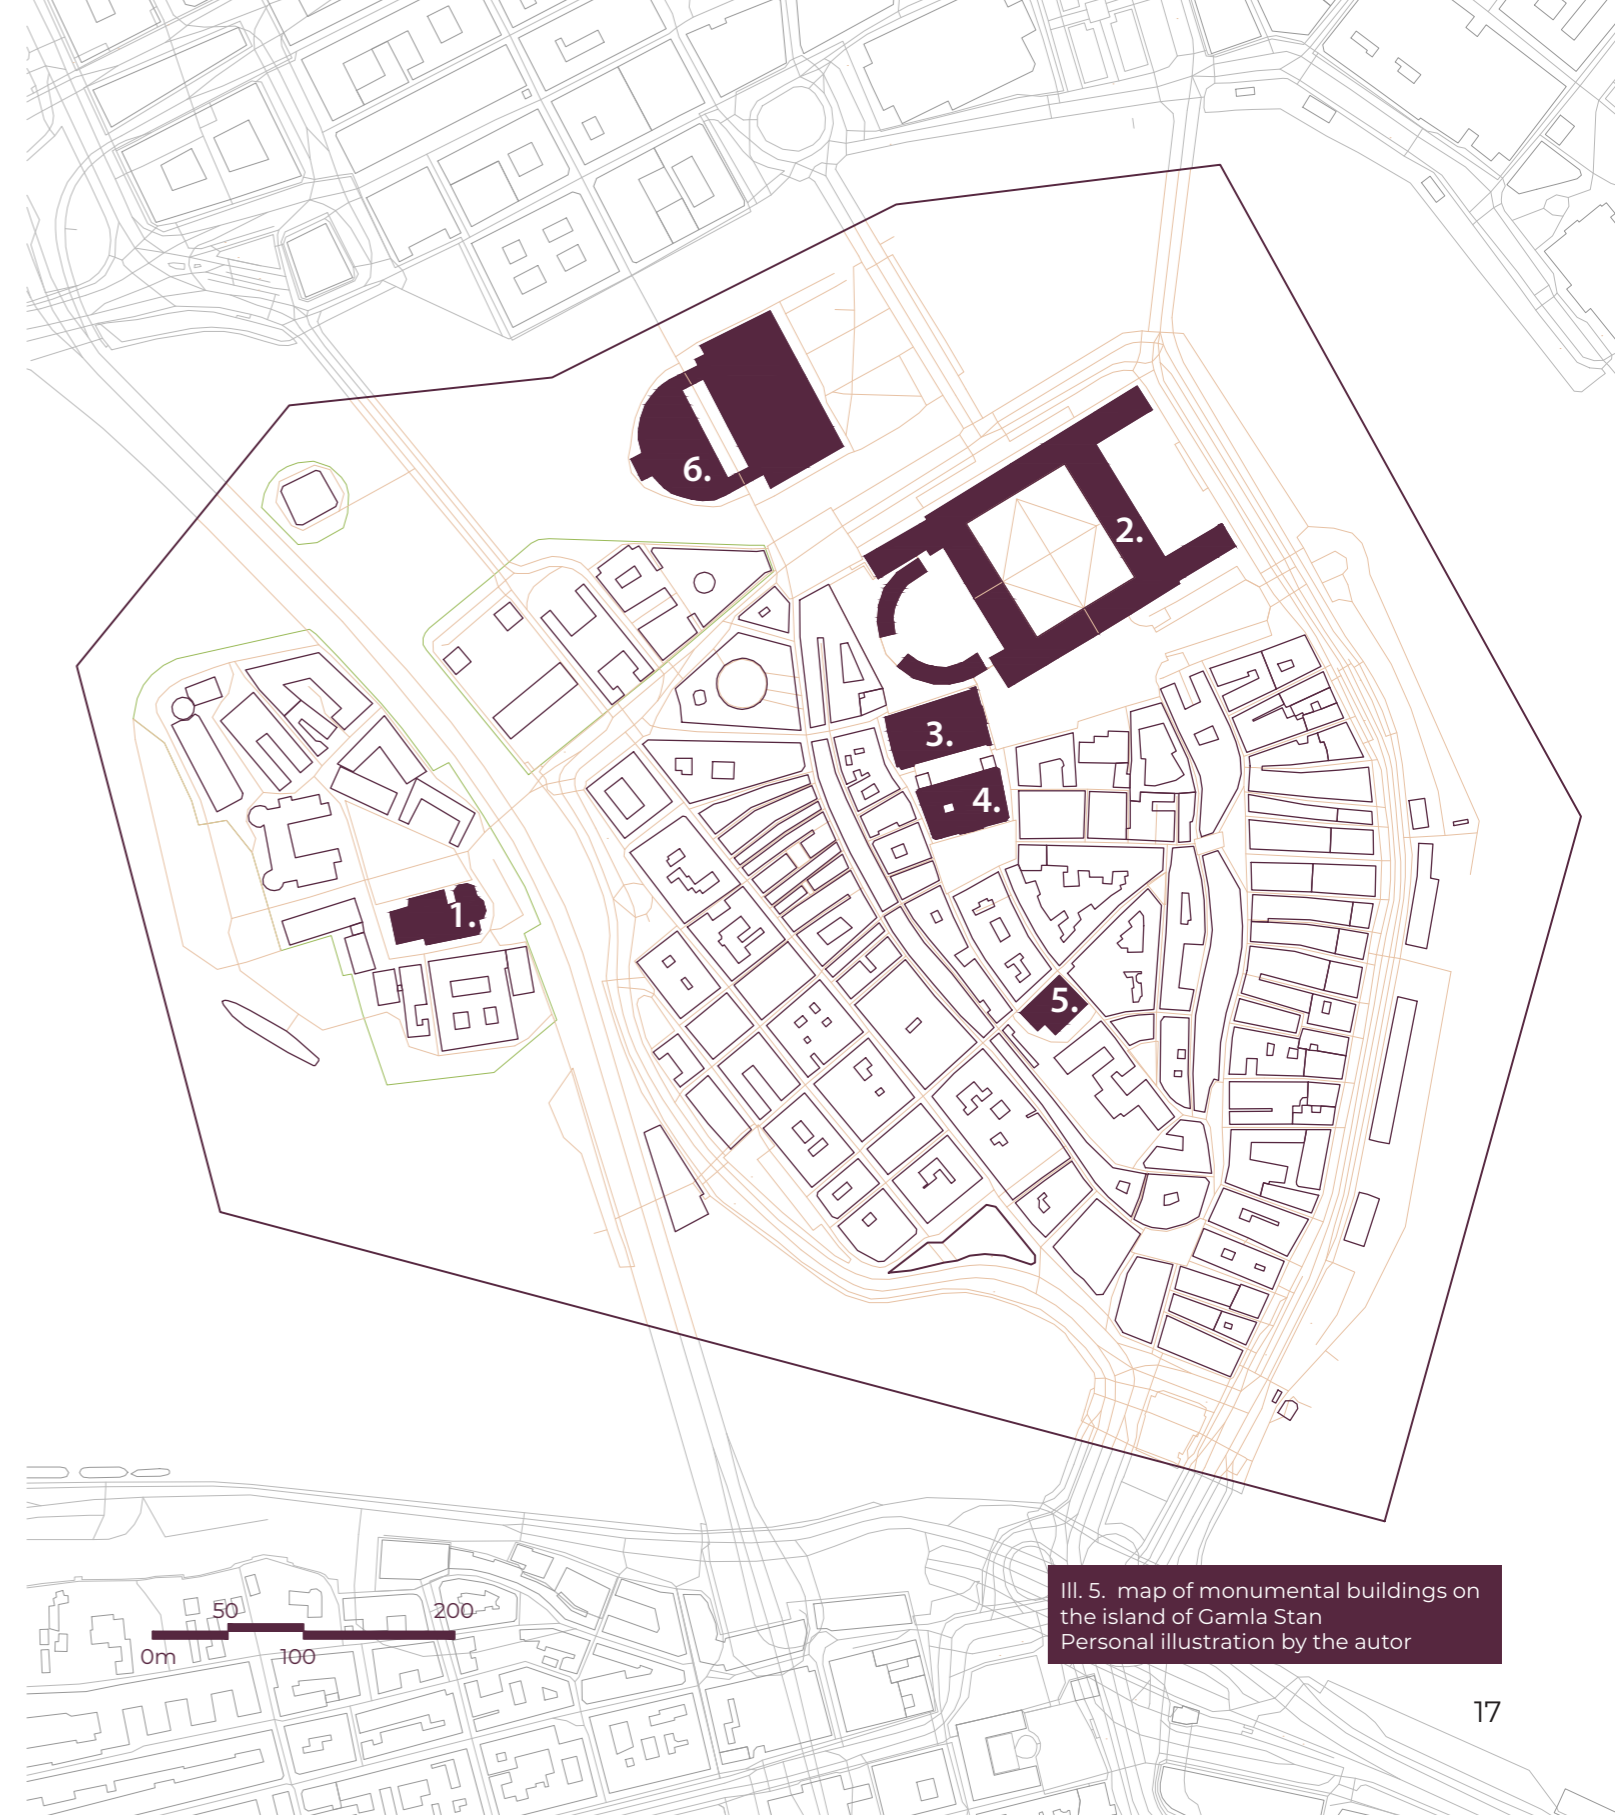 6.
2.
3.
4.
1.
5.
Ill. 5.  map of monumental buildings on
the island of Gamla Stan
Personal illustration by the autor
50 200
0m 100
17